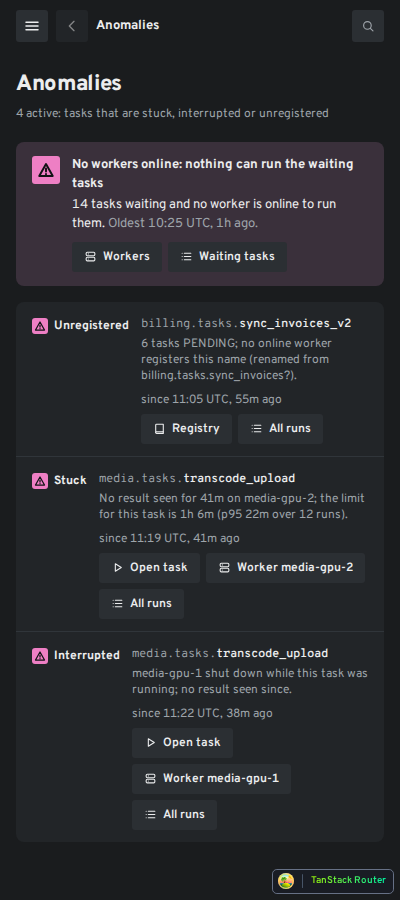 Anomalies
Anomalies
4 active: tasks that are stuck, interrupted or unregistered
No workers online: nothing can run the waiting
tasks
14 tasks waiting and no worker is online to run
them. Oldest 10:25 UTC, 1h ago.
Workers
Waiting tasks
Unregistered
billing.tasks.sync_invoices_v2
6 tasks PENDING; no online worker
registers this name (renamed from
billing.tasks.sync_invoices?).
since 11:05 UTC, 55m ago
Registry
All runs
Stuck
media.tasks.transcode_upload
No result seen for 41m on media-gpu-2; the limit
for this task is 1h 6m (p95 22m over 12 runs).
since 11:19 UTC, 41m ago
Open task
Worker media-gpu-2
All runs
Interrupted
media.tasks.transcode_upload
media-gpu-1 shut down while this task was
running; no result seen since.
since 11:22 UTC, 38m ago
Open task
Worker media-gpu-1
All runs
TanStack Router